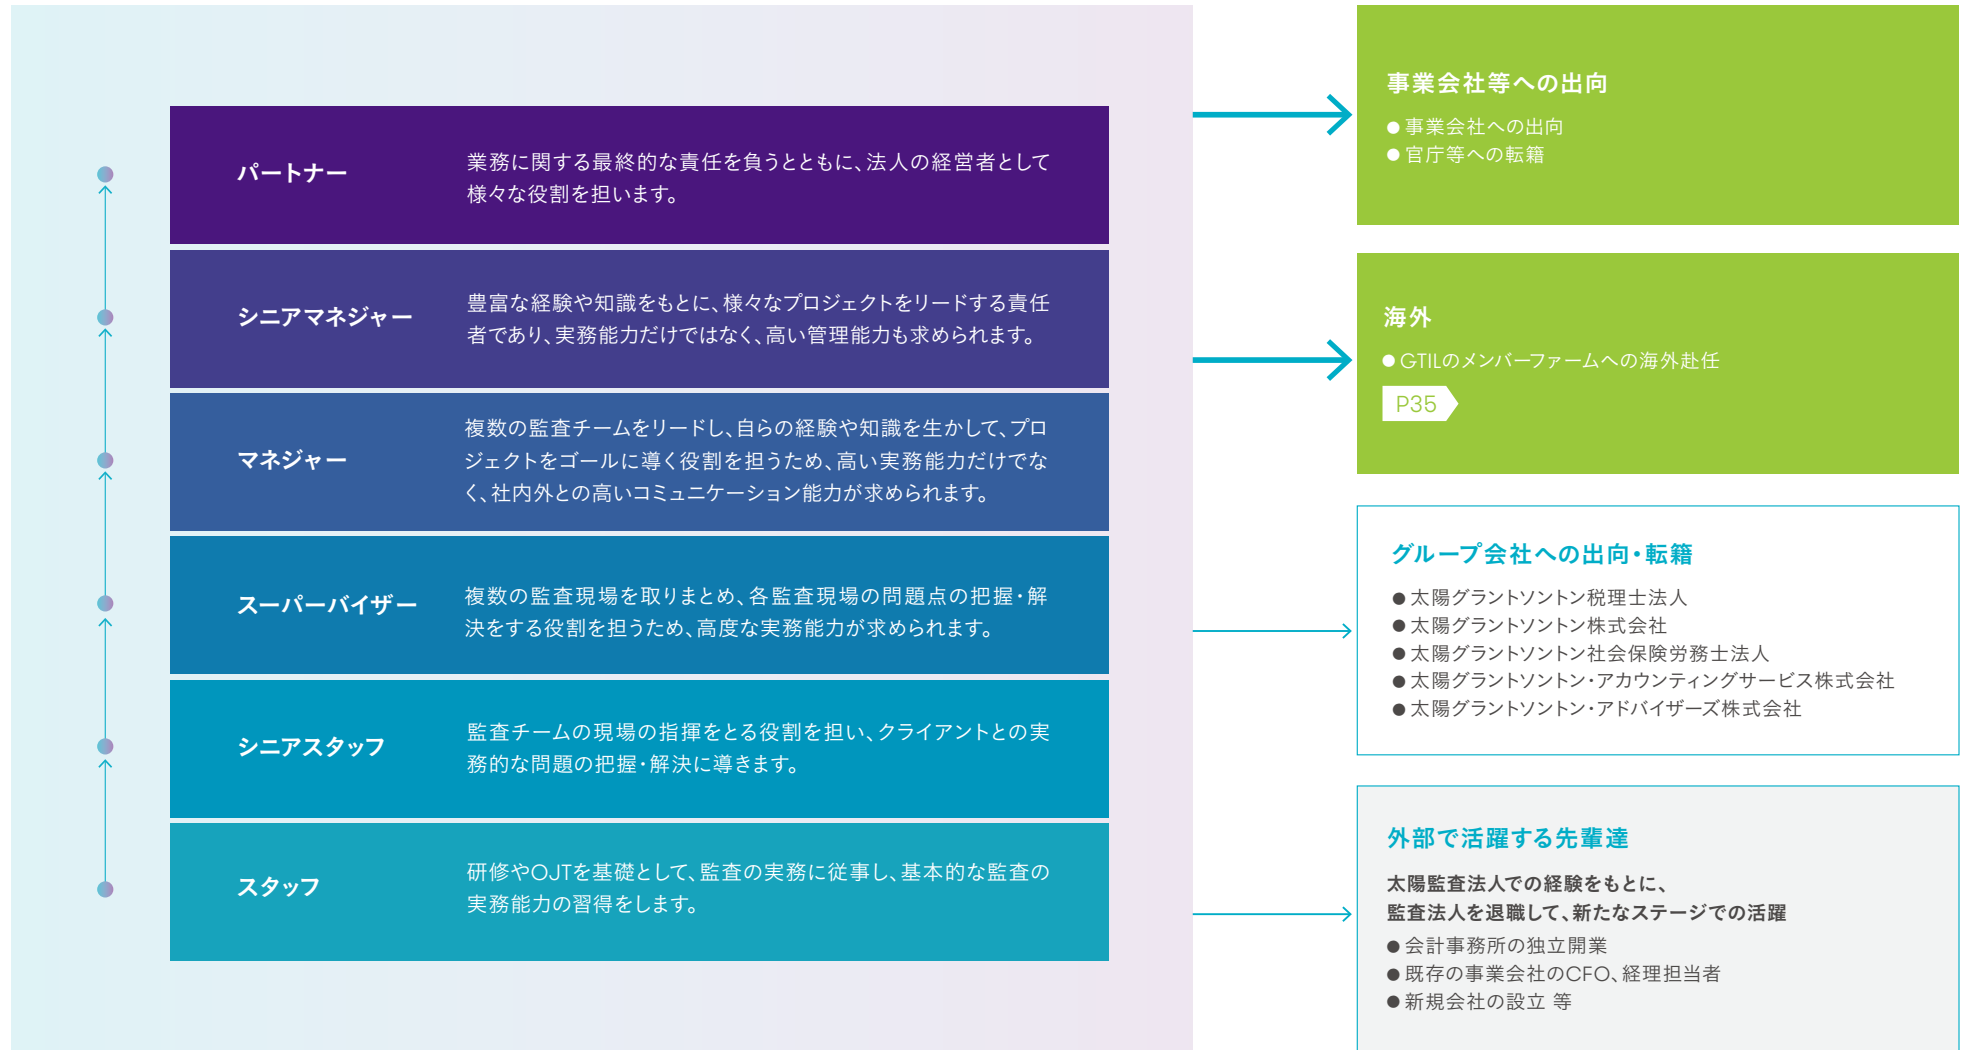 パートナー
業務に関する最終的な責任を負うとともに、法人の経営者として
様々な役割を担います。
シニアマネジャー
豊富な経験や知識をもとに、様々なプロジェクトをリードする責任
者であり、実務能力だけではなく、高い管理能力も求められます。
マネジャー
複数の監査チームをリードし、自らの経験や知識を生かして、プロ
ジェクトをゴールに導く役割を担うため、高い実務能力だけでな
く、社内外との高いコミュニケーション能力が求められます。
スーパーバイザー
複数の監査現場を取りまとめ、各監査現場の問題点の把握・解
決をする役割を担うため、高度な実務能力が求められます。
シニアスタッフ
監査チームの現場の指揮をとる役割を担い、クライアントとの実
務的な問題の把握・解決に導きます。
スタッフ
研修やOJTを基礎として、監査の実務に従事し、基本的な監査の
実務能力の習得をします。
事業会社等への出向
●事業会社への出向
●官庁等への転籍
海外
●GTILのメンバーファームへの海外赴任
P35
グループ会社への出向・転籍
●太陽グラントソントン税理士法人
●太陽グラントソントン株式会社
●太陽グラントソントン社会保険労務士法人
●太陽グラントソントン・アカウンティングサービス株式会社
●太陽グラントソントン・アドバイザーズ株式会社
外部で活躍する先輩達
太陽監査法人での経験をもとに、
監査法人を退職して、新たなステージでの活躍
●会計事務所の独立開業
●既存の事業会社のCFO、経理担当者
●新規会社の設立 等